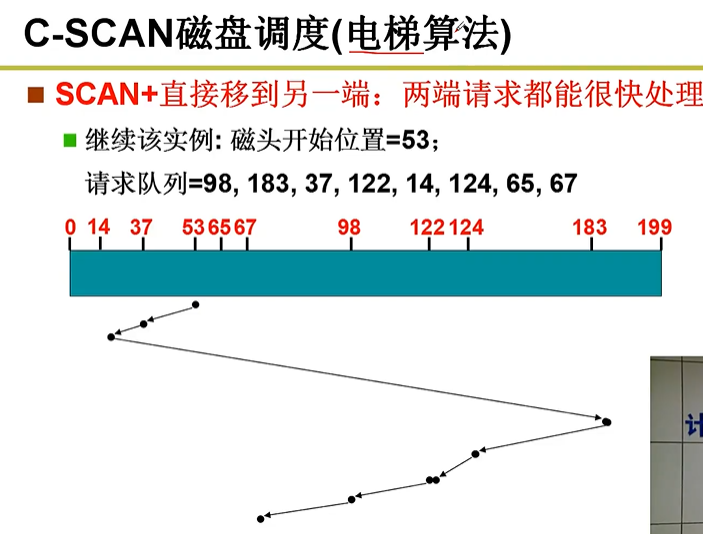 C-SCAN磁盘调度(电梯算法)
SCAN+直接移到另一端：两端请求都能很快处理
继续该实例: 磁头开始位置=53；
请求队列=98, 183, 37, 122, 14, 124, 65, 67
0 14 37 53 65 67 98 122 124 183 199
计